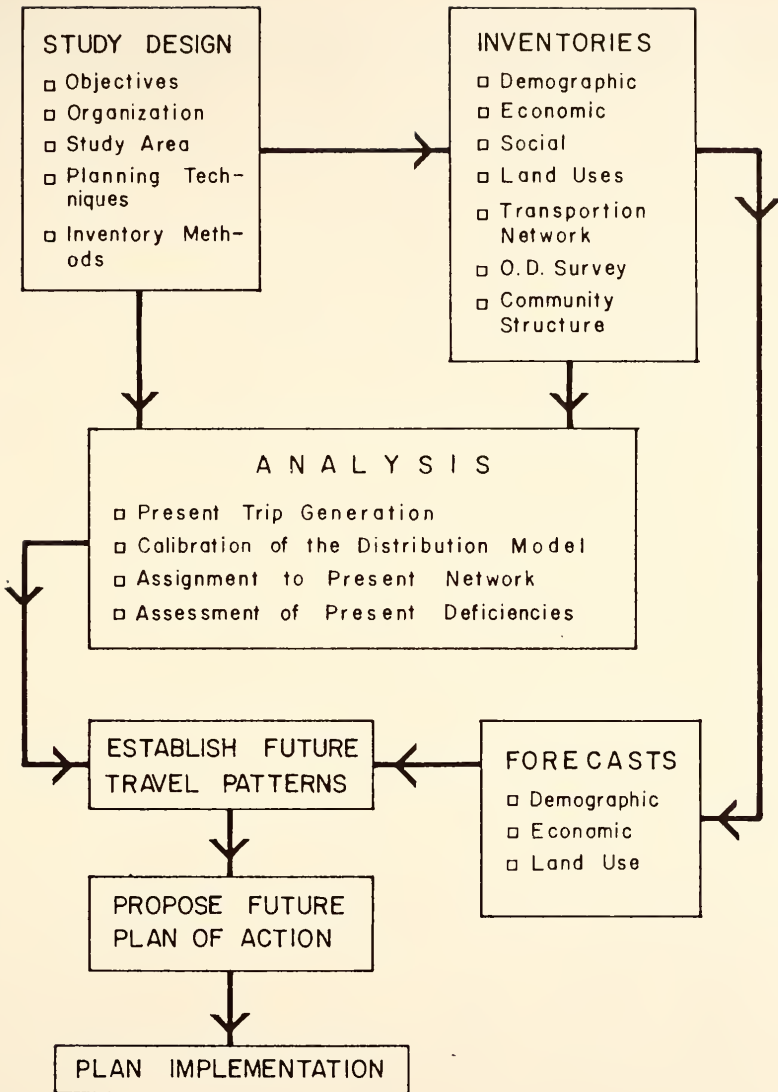 STUDY DESIGN
□ Objectives
□ Organization
□ Study Area
□ Planning Tech-
niques
□ Inventory Meth-
ods
INVENTORIES
□ Demographic
□ Economic
□ Social
□ Land Uses
□ Transportion
Network
□ O.D. Survey
□ Community
Structure
ANALYSIS
□ Present Trip Generation
□ Calibration of the Distribution Model
□ Assignment to Present Network
□ Assessment of Present Deficiencies
ESTABLISH FUTURE
TRAVEL PATTERNS
FORECASTS
□ Demographic
□ Economic
□ Land Use
PROPOSE FUTURE
PLAN OF ACTION
PLAN IMPLEMENTATION